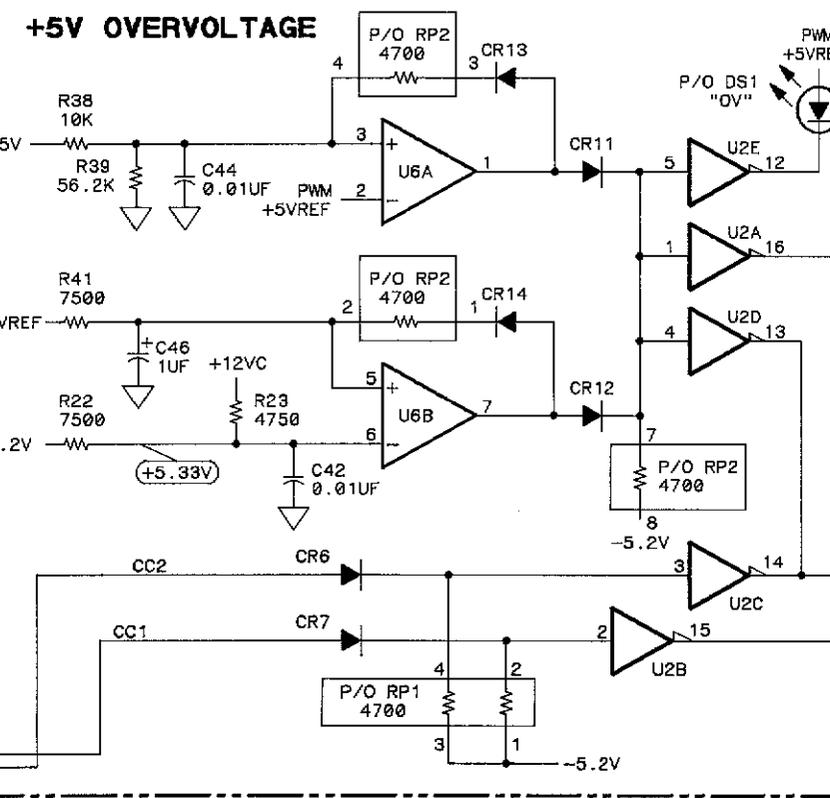 +5V OVERVOLTAGE
P/O RP2
4700
4
3
CR13
PWM
+5VRE
P/O DS1
"OV"
R38
10K
5V
R39
56.2K
C44
0.01UF
3
+
U6A
1
PWM
+5VREF
2
−
CR11
5
U2E
12
1
U2A
16
R41
7500
VREF
P/O RP2
4700
2
1
CR14
4
U2D
13
+
C46
1UF
+12VC
5
+
U6B
7
CR12
R22
7500
R23
4750
.2V
6
−
+5.33V
C42
0.01UF
7
P/O RP2
4700
8
−5.2V
CC2
CR6
3
14
U2C
CC1
CR7
2
15
U2B
4
2
P/O RP1
4700
3
1
−5.2V